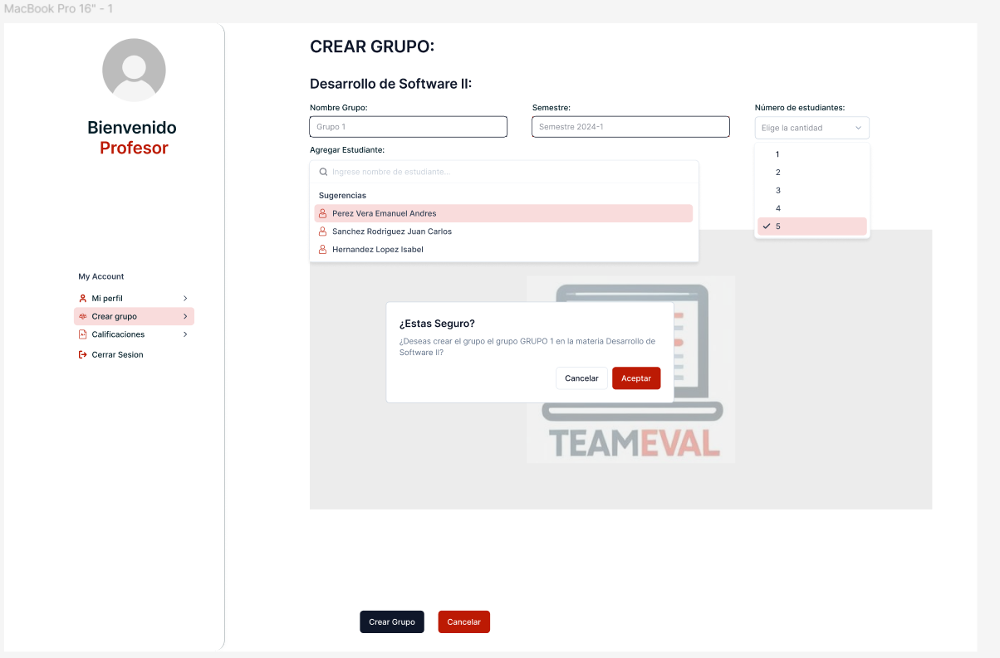 MacBook Pro 16" - 1
Bienvenido
Profesor
My Account
Mi perfil
Crear grupo
Calificaciones
Cerrar Sesion
CREAR GRUPO:
Desarrollo de Software II:
Nombre Grupo:
Grupo 1
Semestre:
Semestre 2024-1
Número de estudiantes:
Elige la cantidad
1
2
3
4
5
Agregar Estudiante:
Ingrese nombre de estudiante...
Sugerencias
Perez Vera Emanuel Andres
Sanchez Rodriguez Juan Carlos
Hernandez Lopez Isabel
¿Estas Seguro?
¿Deseas crear el grupo el grupo GRUPO 1 en la materia Desarrollo de
Software II?
Cancelar
Aceptar
TEAMEVAL
Crear Grupo
Cancelar